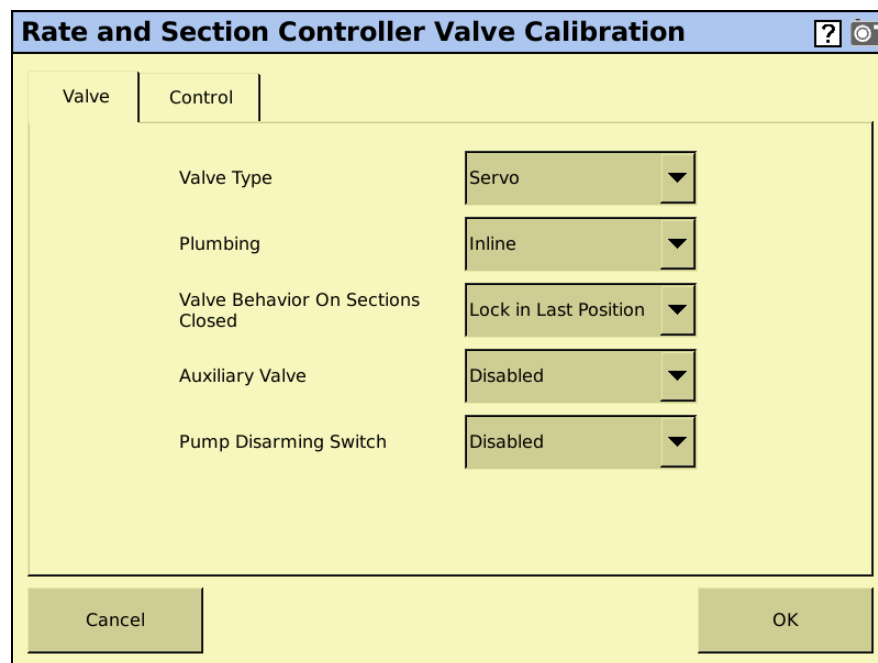 Rate and Section Controller Valve Calibration ?
Valve Control
Valve Type Servo
Plumbing Inline
Valve Behavior On Sections
Closed
Lock in Last Position
Auxiliary Valve Disabled
Pump Disarming Switch Disabled
Cancel OK